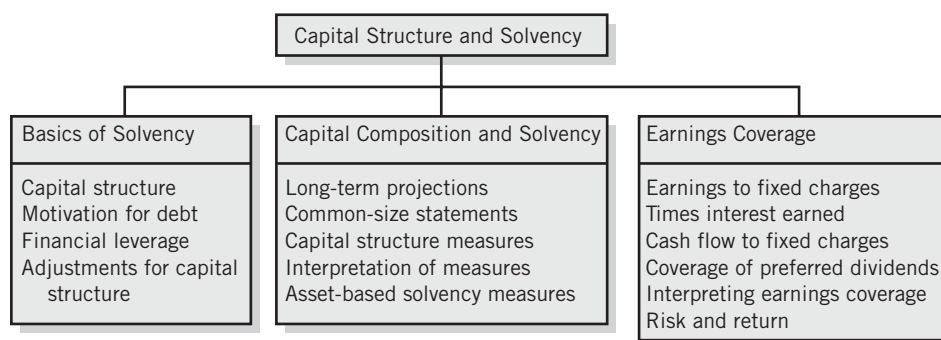 Capital Structure and Solvency
Basics of Solvency
Capital structure
Motivation for debt
Financial leverage
Adjustments for capital
structure
Capital Composition and Solvency
Long-term projections
Common-size statements
Capital structure measures
Interpretation of measures
Asset-based solvency measures
Earnings Coverage
Earnings to fixed charges
Times interest earned
Cash flow to fixed charges
Coverage of preferred dividends
Interpreting earnings coverage
Risk and return